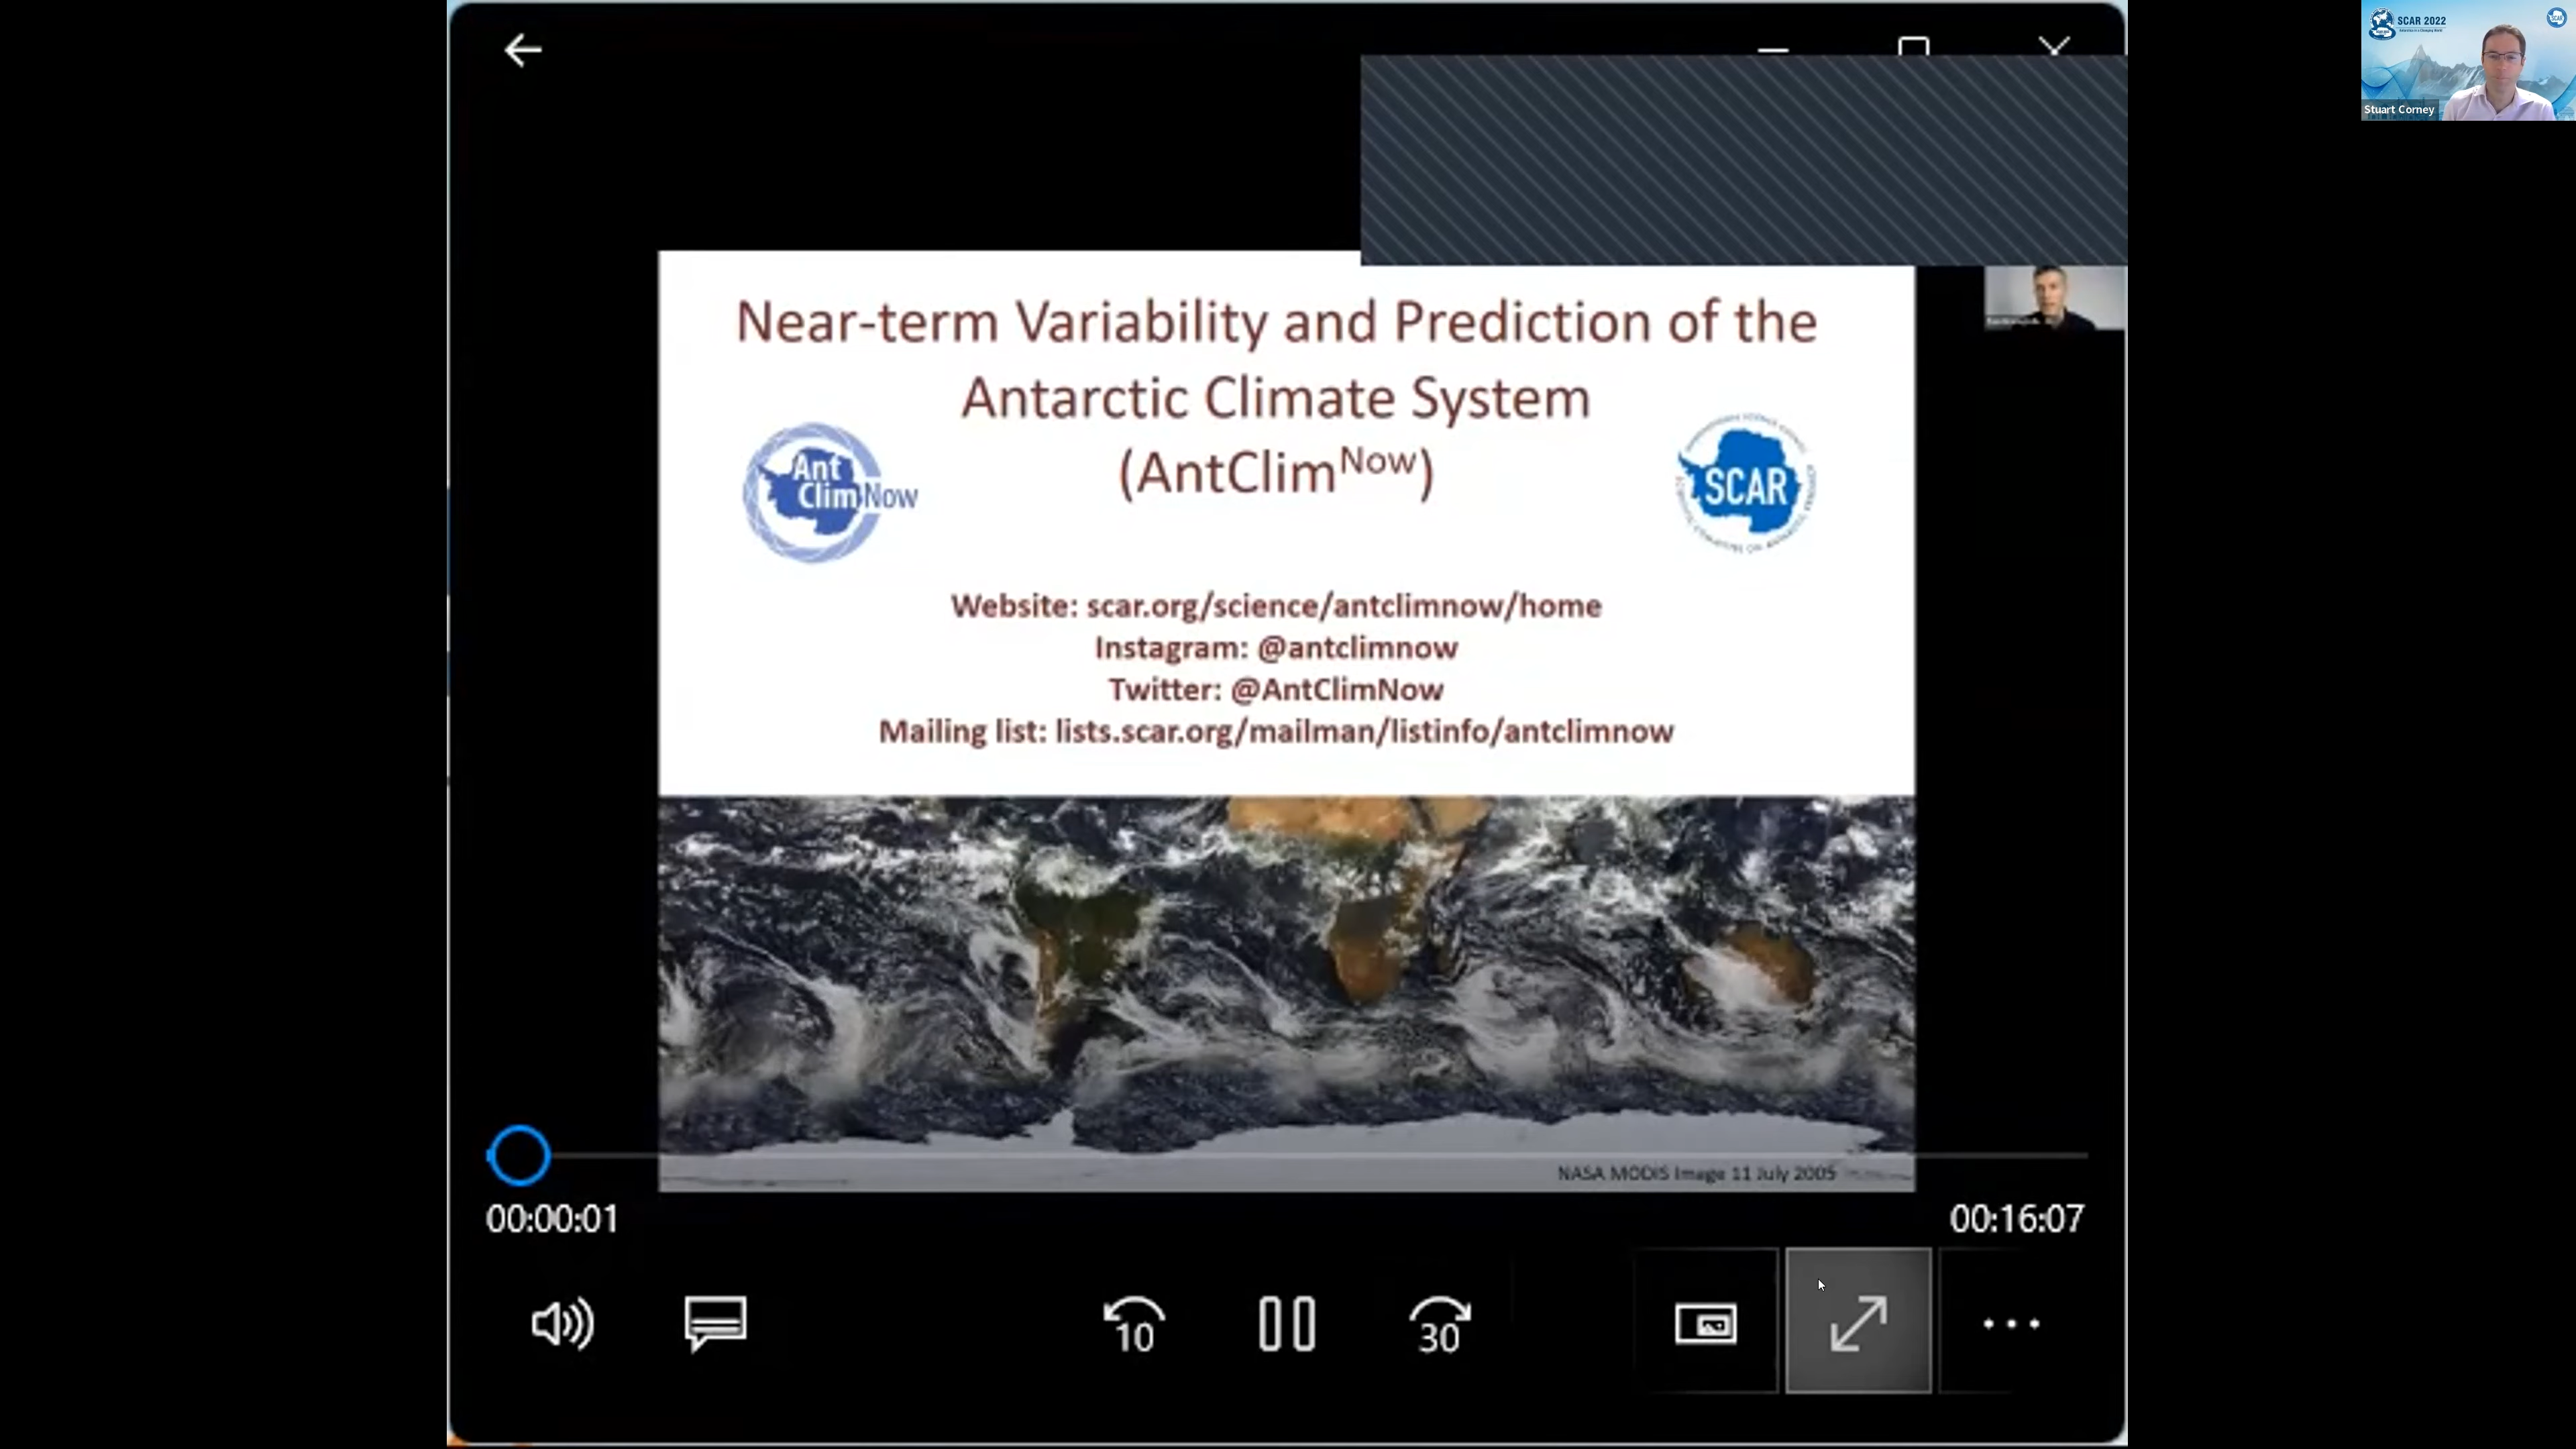 SCAR 2022
Stuart Corney
Near-term Variability and Prediction of the
Antarctic Climate System
(AntClimNow)
Ant
Clim Now
SCAR
Website: scar.org/science/antclimnow/home
Instagram: @antclimnow
Twitter: @AntClimNow
Mailing list: lists.scar.org/mailman/listinfo/antclimnow
NASA MODIS Image 11 July 2005
00:00:01
00:16:07
10
30